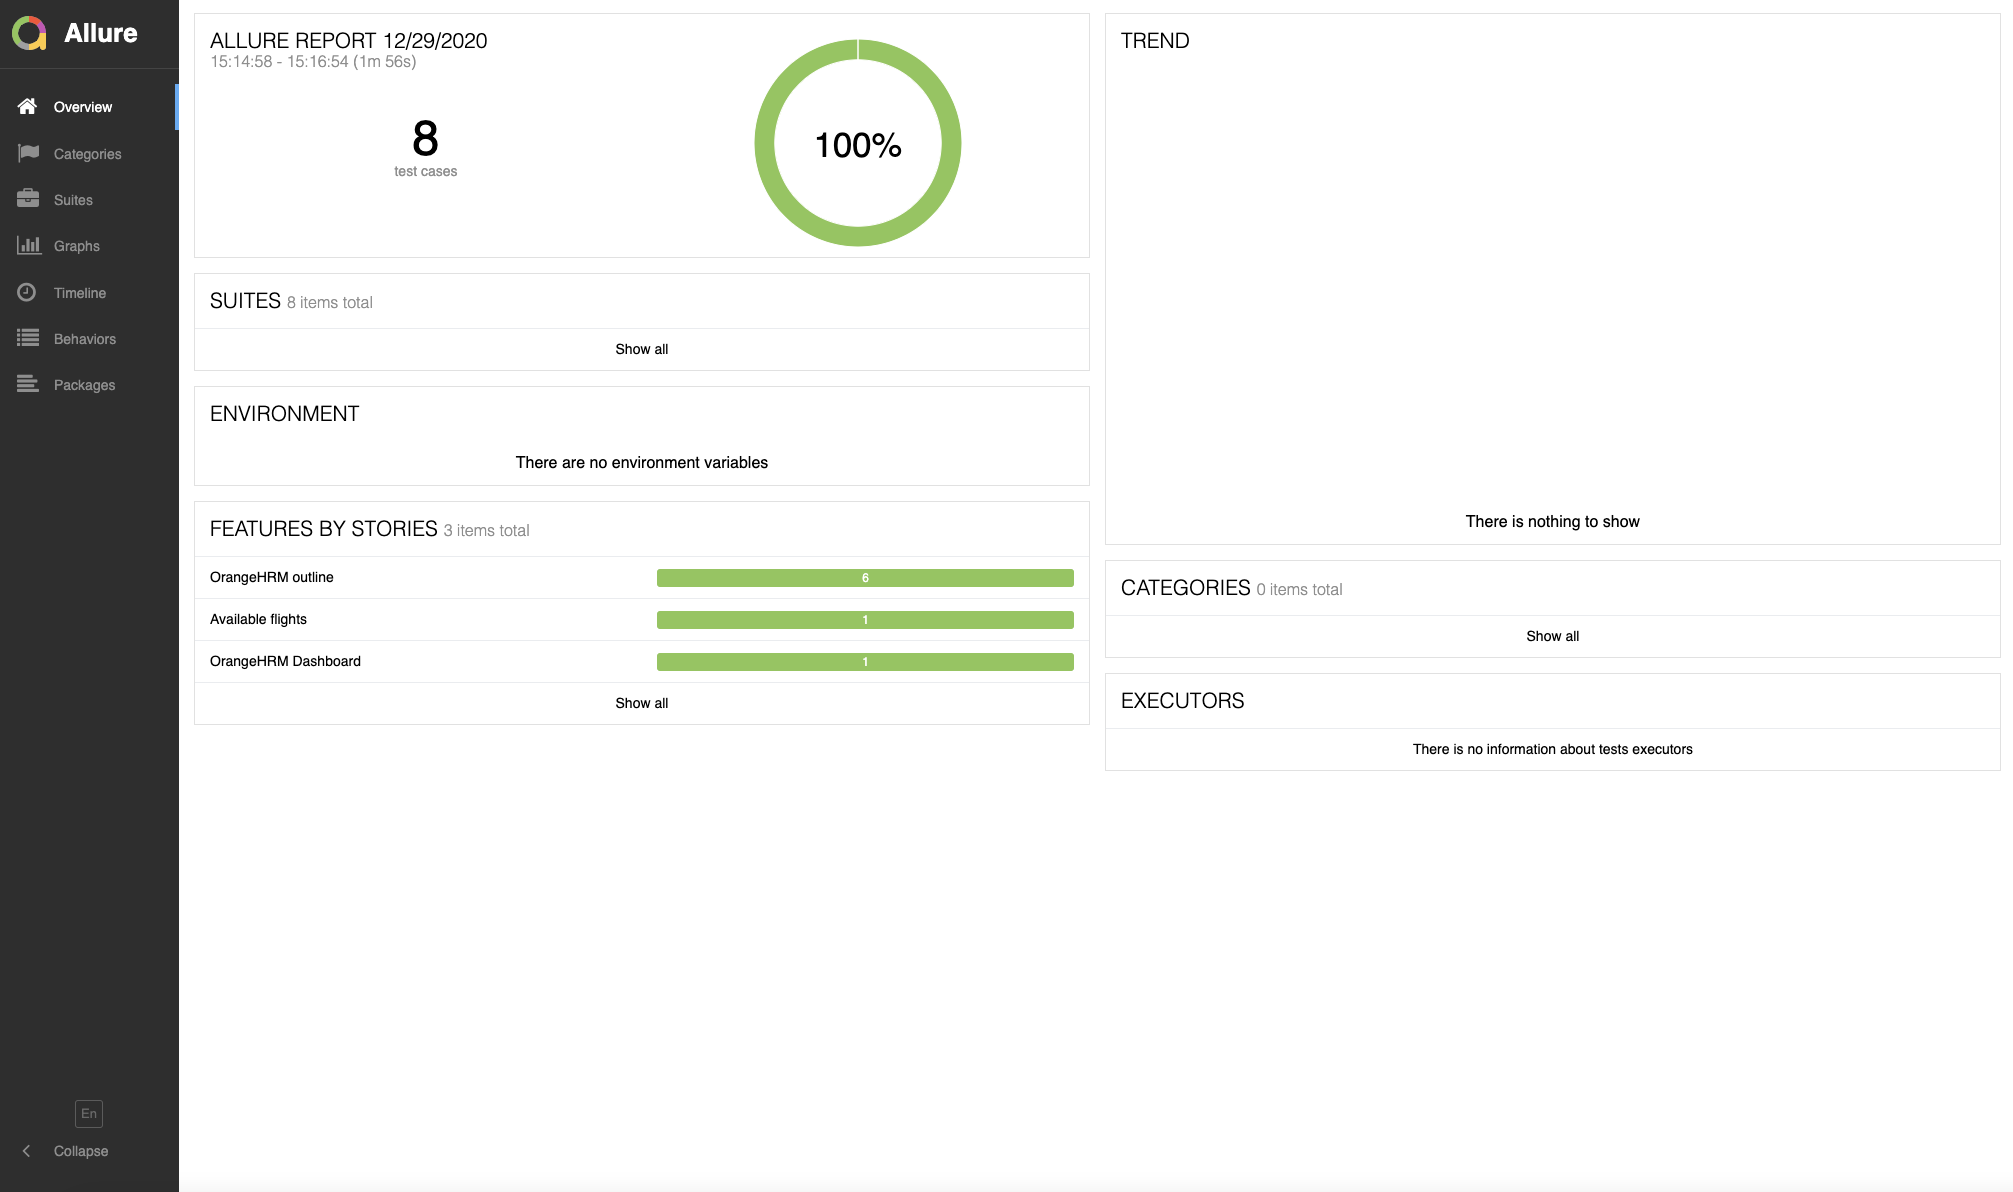 Allure
Overview
Categories
Suites
Graphs
Timeline
Behaviors
Packages
En
Collapse
ALLURE REPORT 12/29/2020
15:14:58 - 15:16:54 (1m 56s)
8
test cases
100%
SUITES 8 items total
Show all
ENVIRONMENT
There are no environment variables
FEATURES BY STORIES 3 items total
OrangeHRM outline 6
Available flights 1
OrangeHRM Dashboard 1
Show all
TREND
There is nothing to show
CATEGORIES 0 items total
Show all
EXECUTORS
There is no information about tests executors